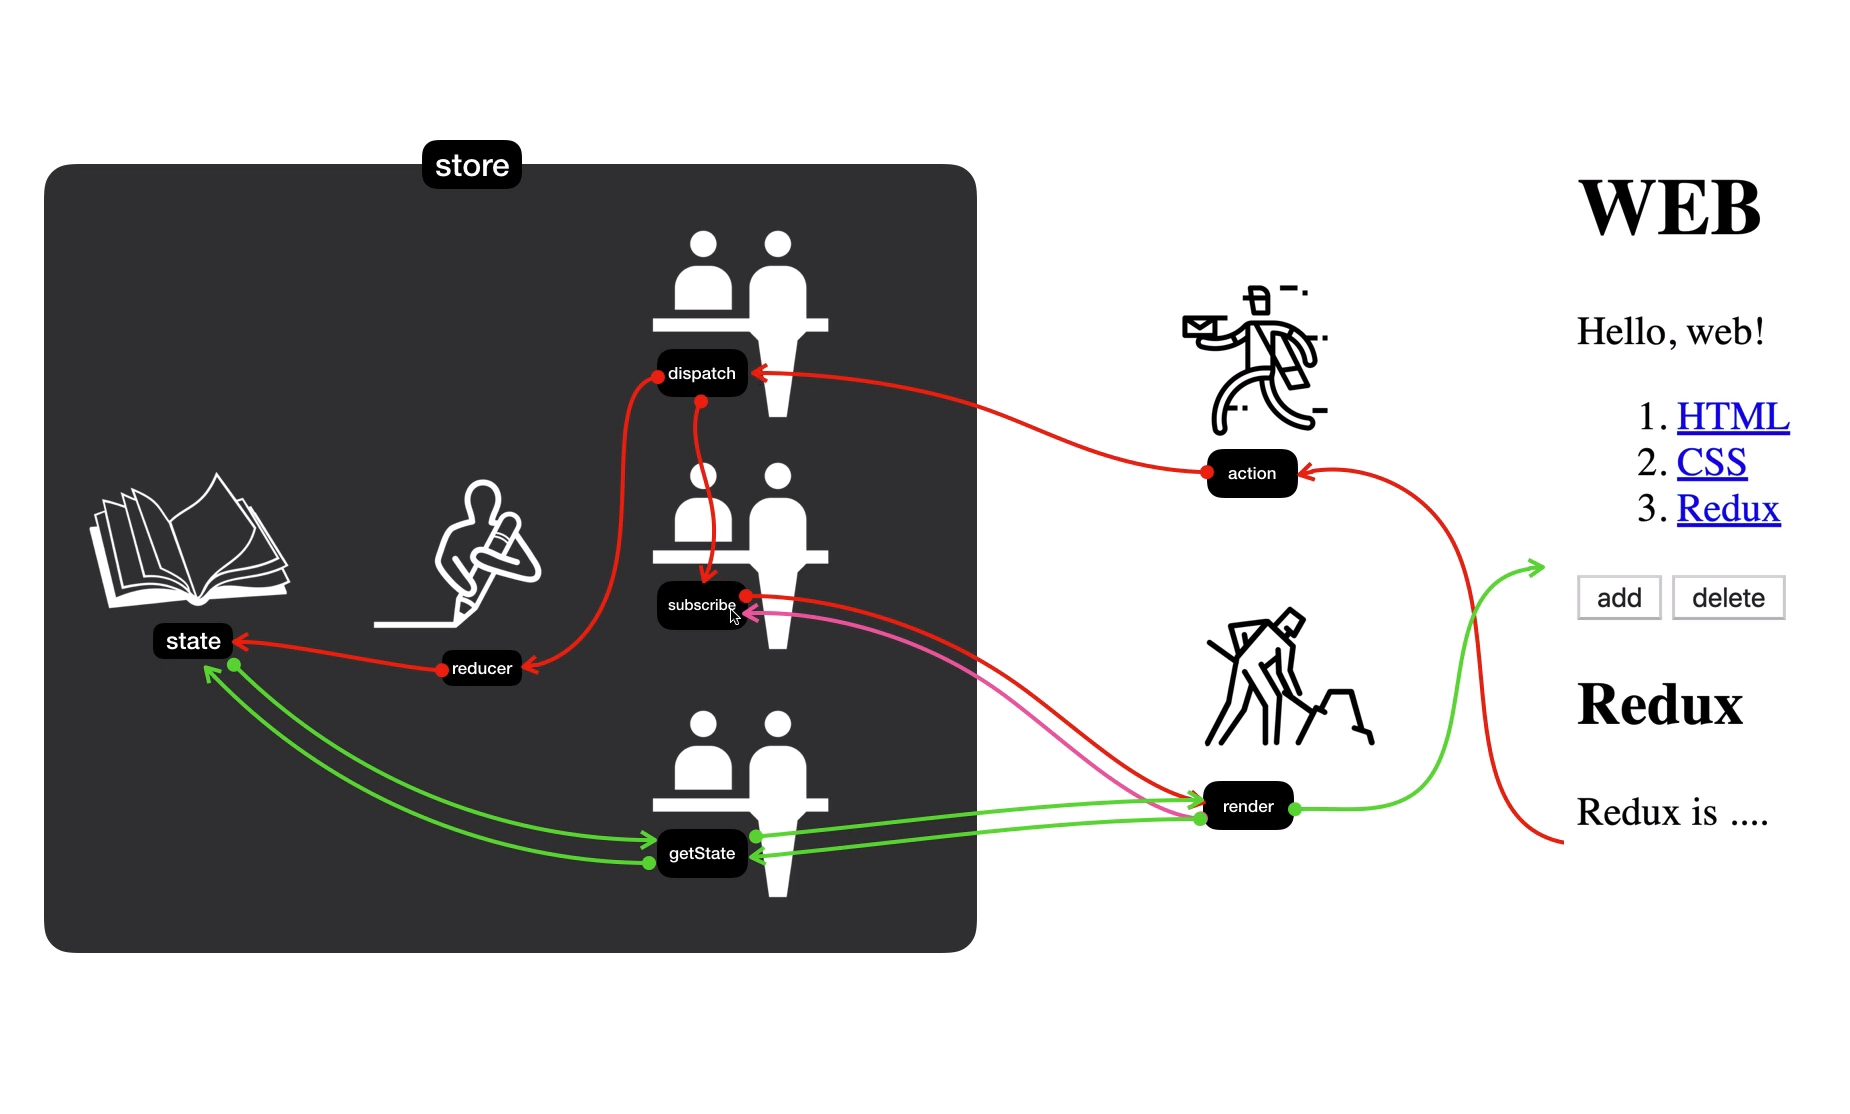 store
dispatch
subscribe
getState
state
reducer
action
render
WEB
Hello, web!
1. HTML
2. CSS
3. Redux
add delete
Redux
Redux is ....